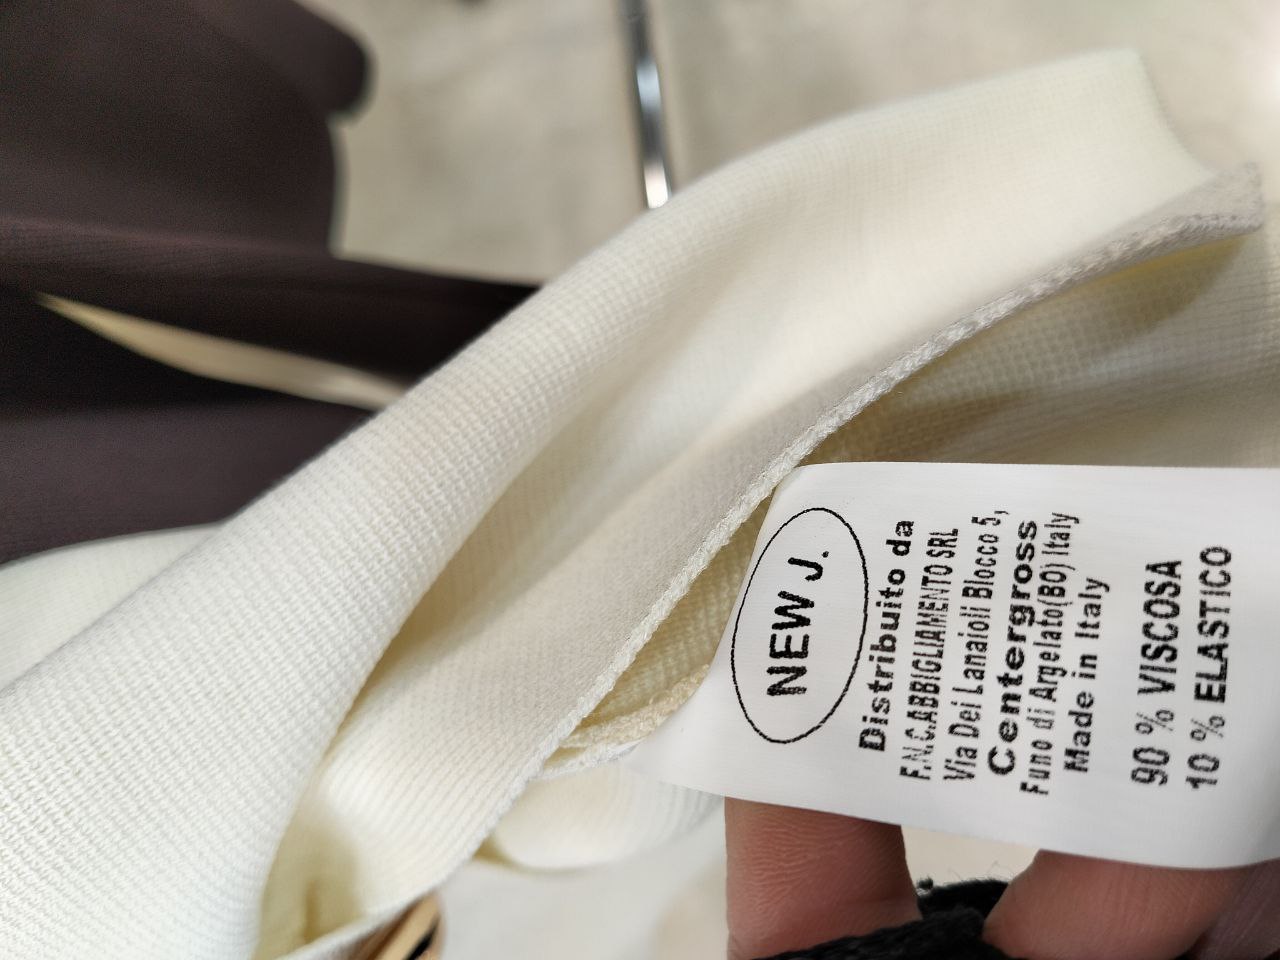 NEW J.
Distribuito da
F.N.C.ABBIGLIAMENTO SRL
Via Dei Lanaioli Blocco 5,
Centergross
Funo di Argelato(BO) Italy
Made in Italy
90 % VISCOSA
10 % ELASTICO